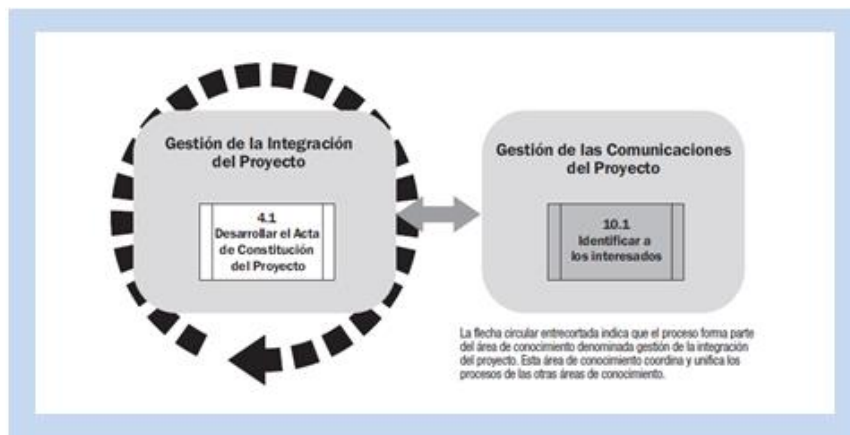 Gestión de la Integración
del Proyecto
4.1
Desarrollar el Acta
de Constitución
del Proyecto
Gestión de las Comunicaciones
del Proyecto
10.1
Identificar a
los interesados
La flecha circular entrecortada indica que el proceso forma parte
del área de conocimiento denominada gestión de la integración
del proyecto. Esta área de conocimiento coordina y unifica los
procesos de las otras áreas de conocimiento.